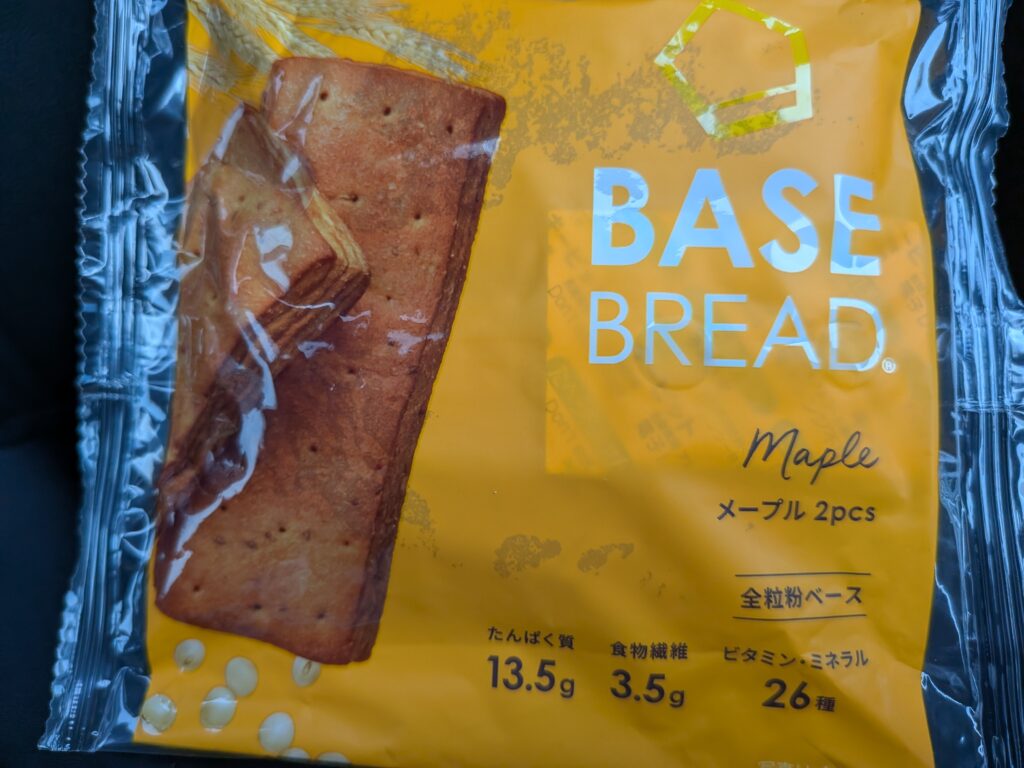 BASE
BREAD®
Maple
メープル 2pcs
全粒粉ベース
たんぱく質
13.5g
食物繊維
3.5g
ビタミン・ミネラル
26種